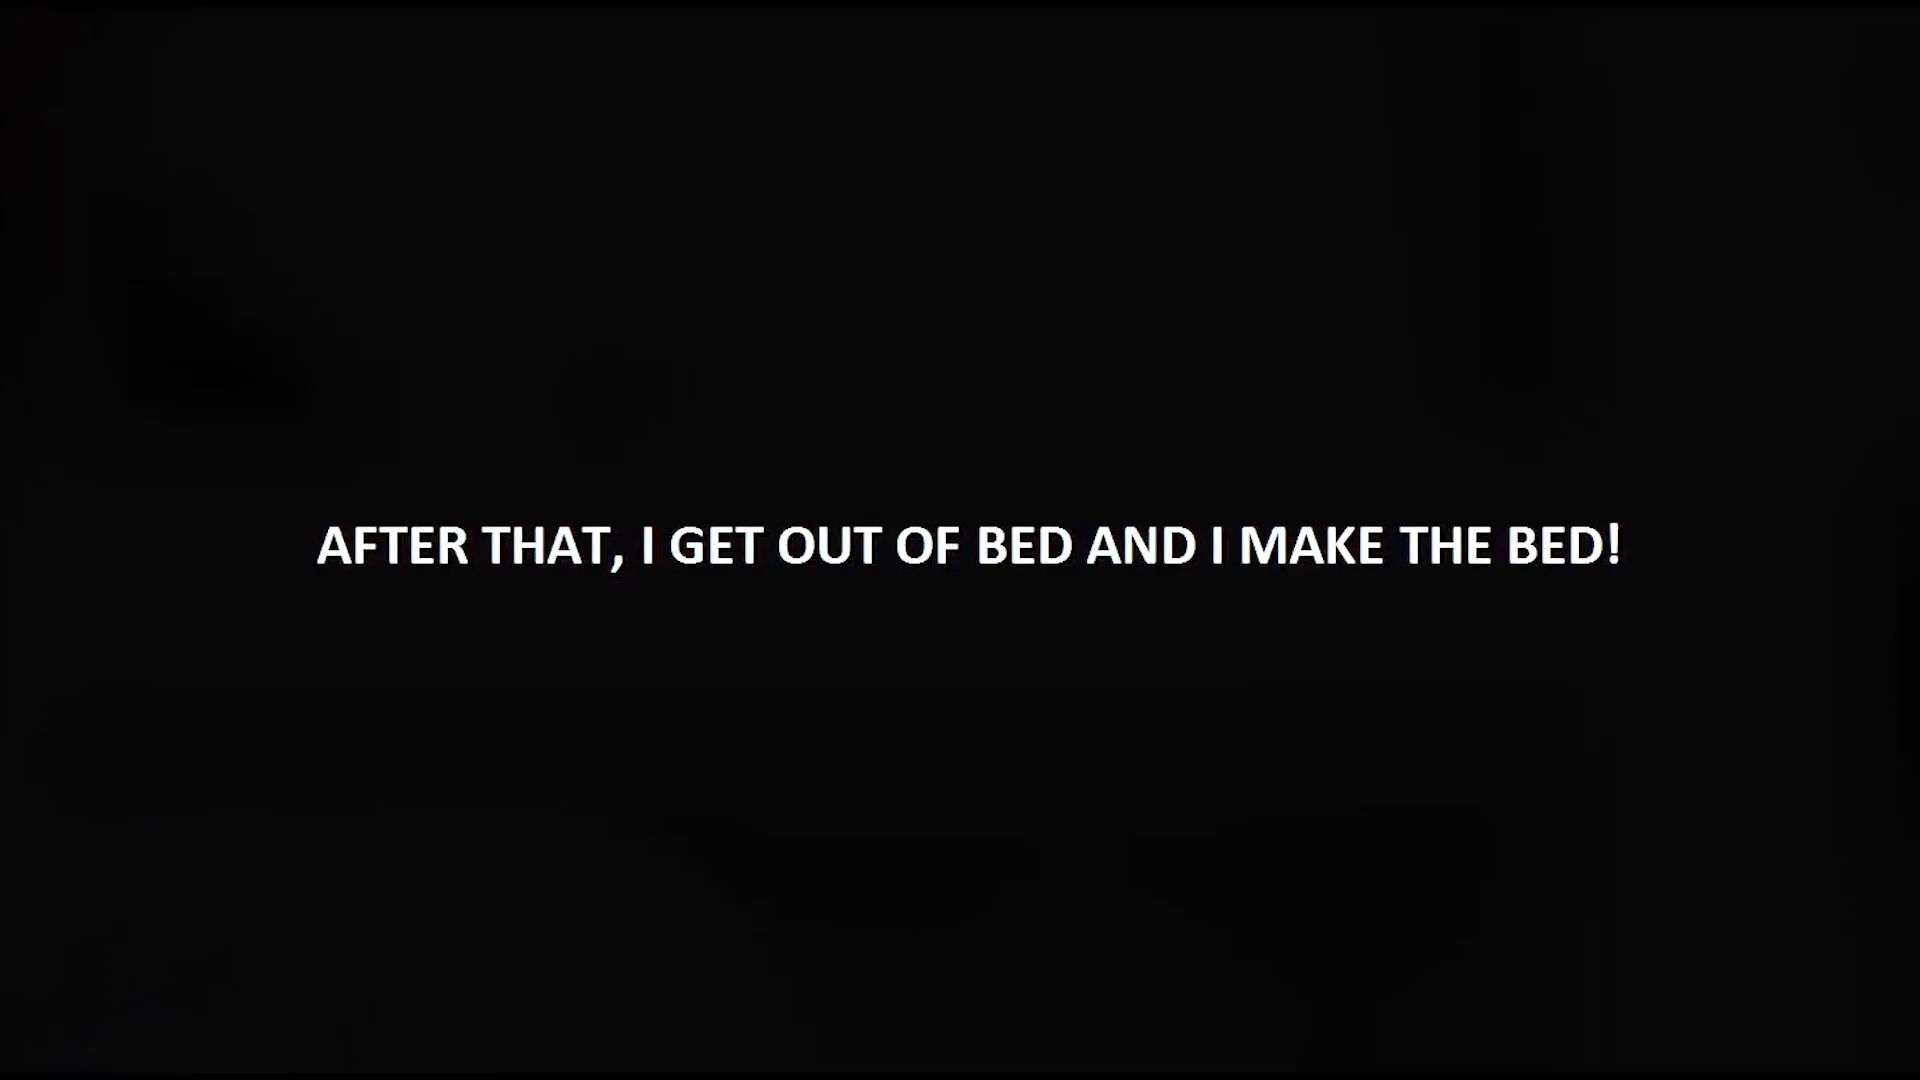 AFTER THAT, I GET OUT OF BED AND I MAKE THE BED!